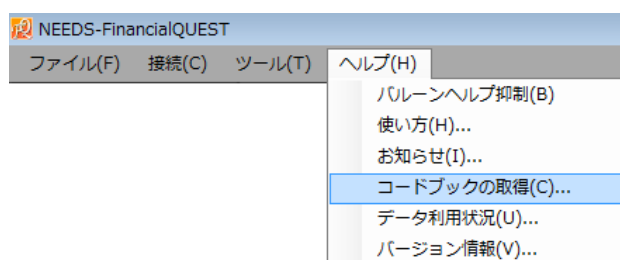 NEEDS-FinancialQUEST
ファイル(F) 接続(C) ツール(T) ヘルプ(H)
バルーンヘルプ抑制(B)
使い方(H)...
お知らせ(I)...
コードブックの取得(C)...
データ利用状況(U)...
バージョン情報(V)...